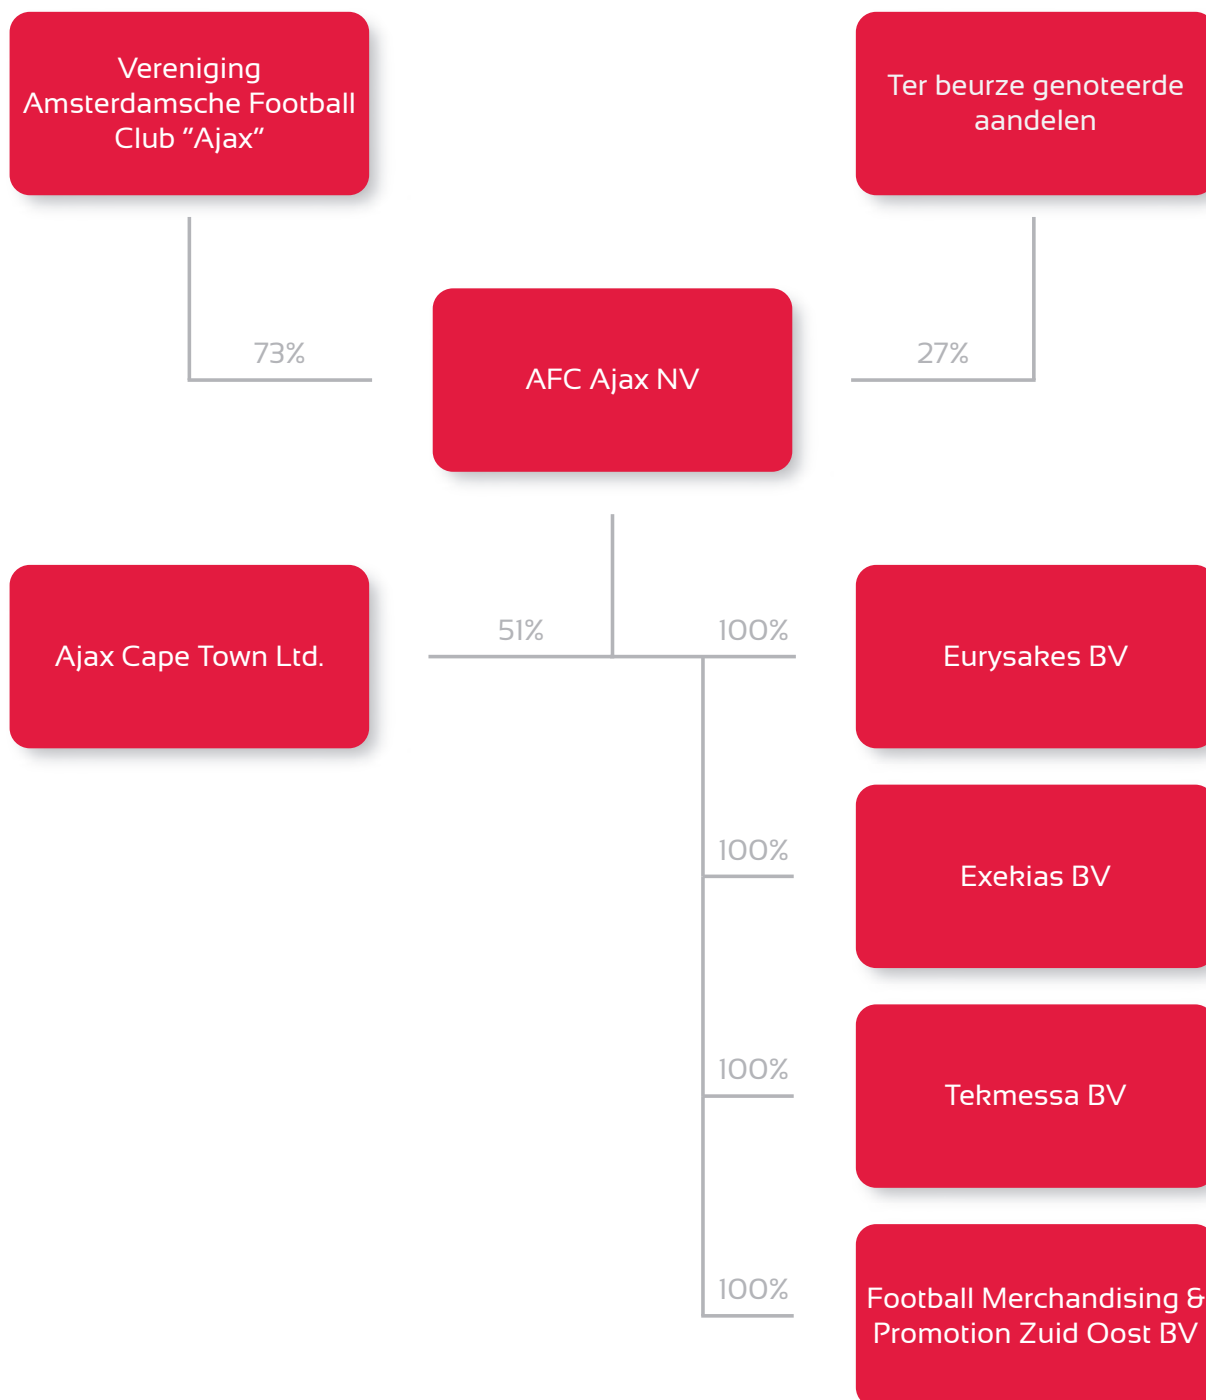 Vereniging
Amsterdamsche Football
Club “Ajax“
Ter beurze genoteerde
aandelen
73%
AFC Ajax NV
27%
Ajax Cape Town Ltd.
51%
100%
Eurysakes BV
100%
Exekias BV
100%
Tekmessa BV
100%
Football Merchandising &
Promotion Zuid Oost BV